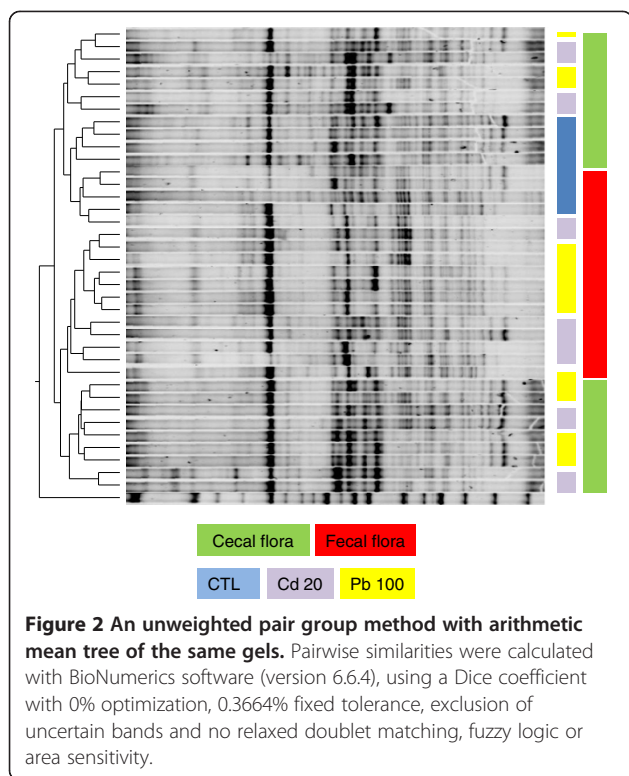 Cecal flora
Fecal flora
CTL
Cd 20
Pb 100
Figure 2 An unweighted pair group method with arithmetic
mean tree of the same gels. Pairwise similarities were calculated
with BioNumerics software (version 6.6.4), using a Dice coefficient
with 0% optimization, 0.3664% fixed tolerance, exclusion of
uncertain bands and no relaxed doublet matching, fuzzy logic or
area sensitivity.